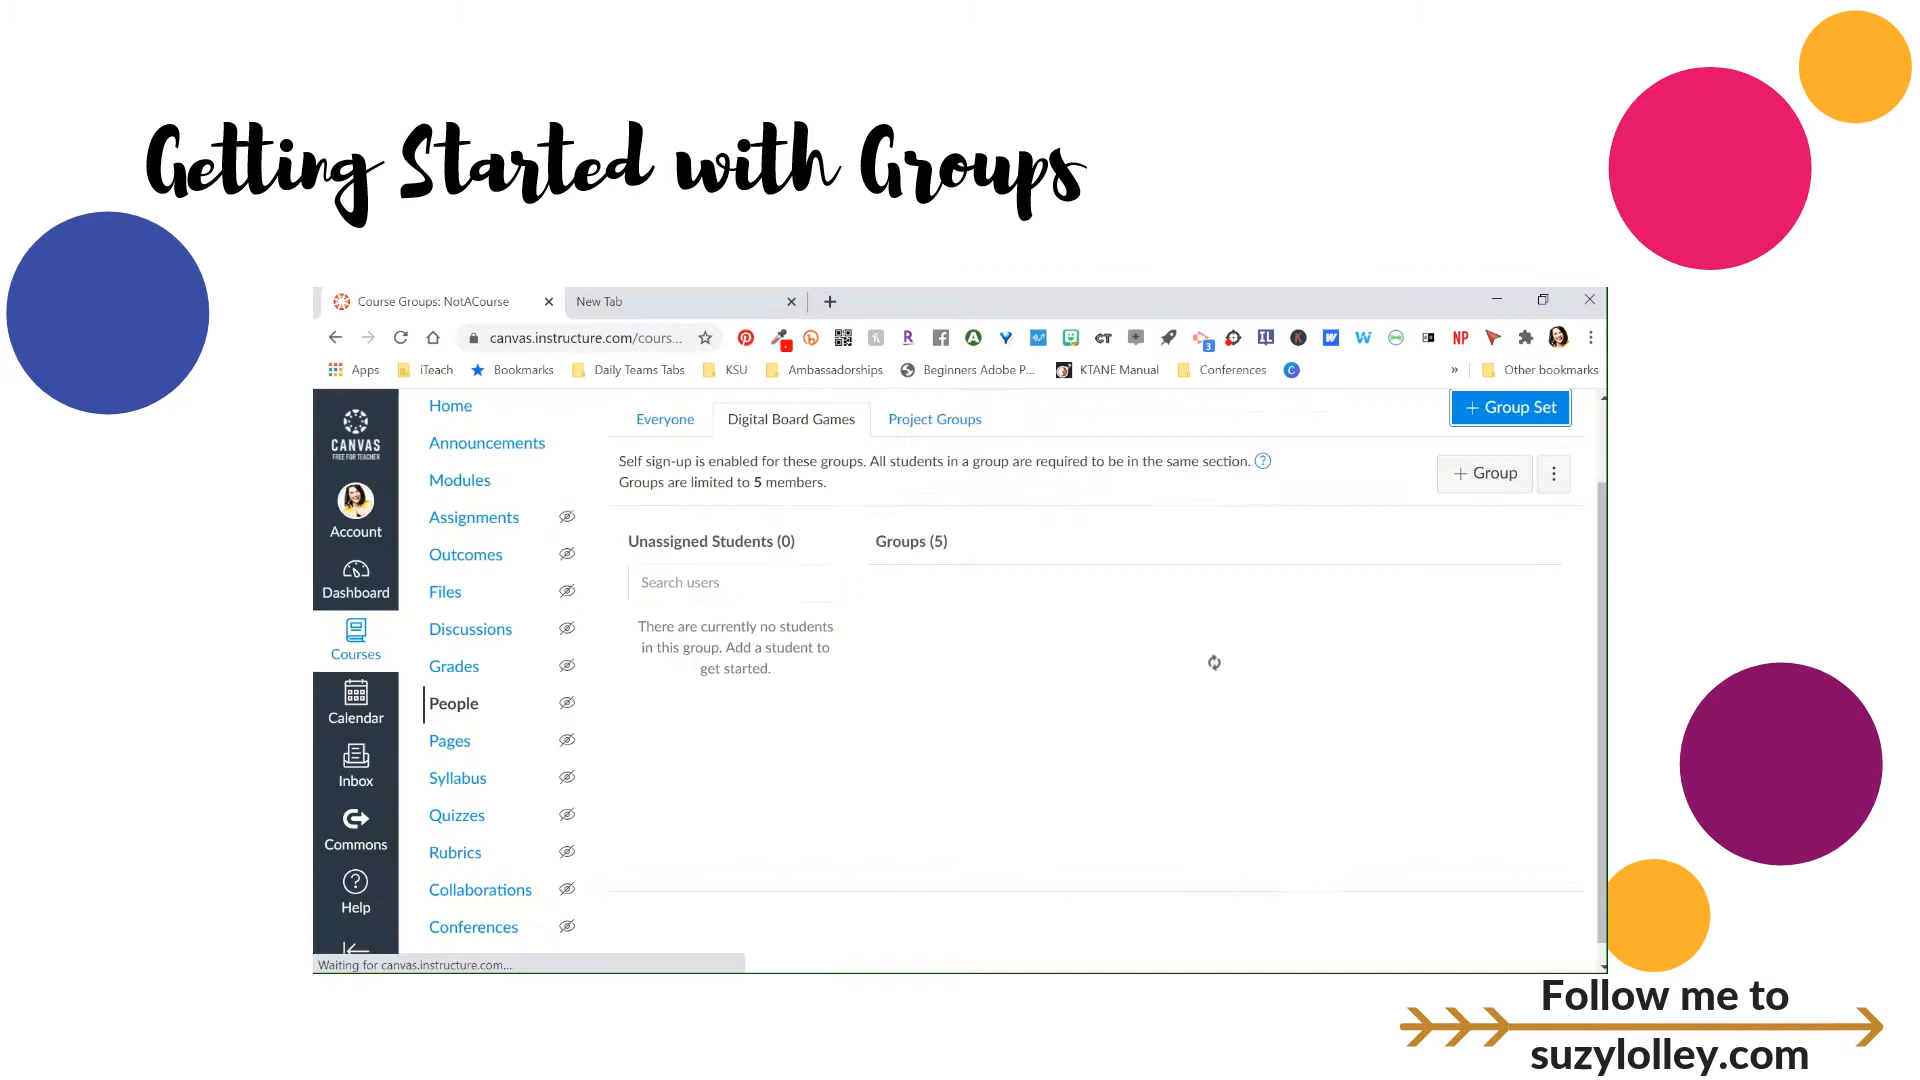 Getting Started with Groups
Course Groups: NotACourse
New Tab
canvas.instructure.com/cours...
3
Apps
iTeach
Bookmarks
Daily Teams Tabs
KSU
Ambassadorships
Beginners Adobe P...
KTANE Manual
Conferences
C
»
Other bookmarks
CANVAS
FREE FOR TEACHER
Account
Dashboard
Courses
Calendar
Inbox
Commons
Help
Home
Announcements
Modules
Assignments
Outcomes
Files
Discussions
Grades
People
Pages
Syllabus
Quizzes
Rubrics
Collaborations
Conferences
Everyone
Digital Board Games
Project Groups
+ Group Set
Self sign-up is enabled for these groups. All students in a group are required to be in the same section. ?
Groups are limited to 5 members.
+ Group
Unassigned Students (0)
Search users
There are currently no students
in this group. Add a student to
get started.
Groups (5)
Waiting for canvas.instructure.com...
Follow me to
suzylolley.com